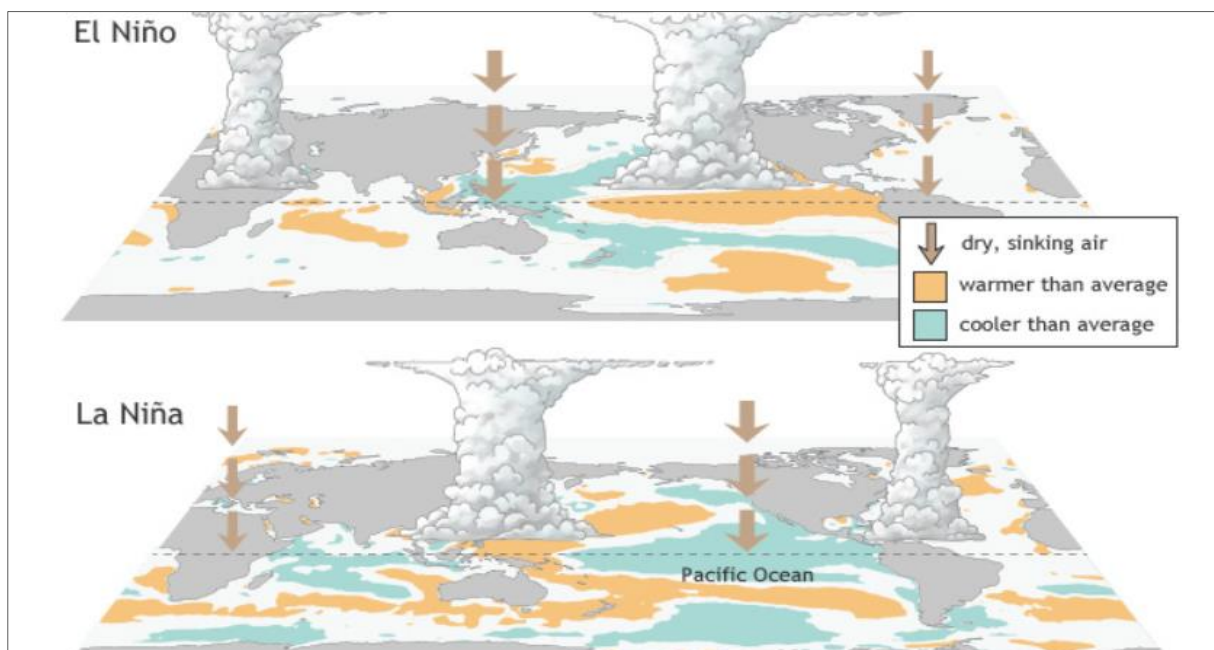 El Niño
dry, sinking air
warmer than average
cooler than average
La Niña
Pacific Ocean